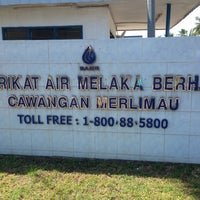 SAMB
RIKAT AIR MELAKA BERH
CAWANGAN MERLIMAU
TOLL FREE : 1-800-88-5800